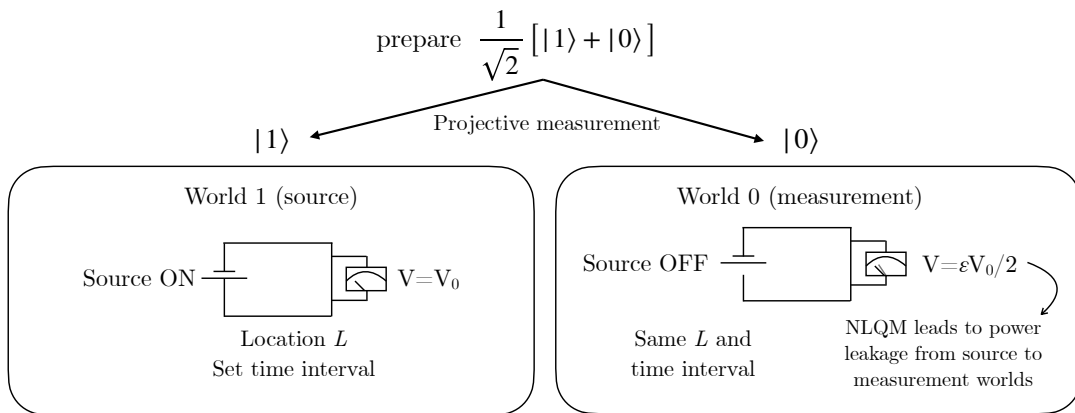 prepare 1/√2 [|1⟩ + |0⟩]
Projective measurement
|1⟩
|0⟩
World 1 (source)
Source ON
V=V₀
Location L
Set time interval
World 0 (measurement)
Source OFF
V=εV₀/2
Same L and
time interval
NLQM leads to power
leakage from source to
measurement worlds